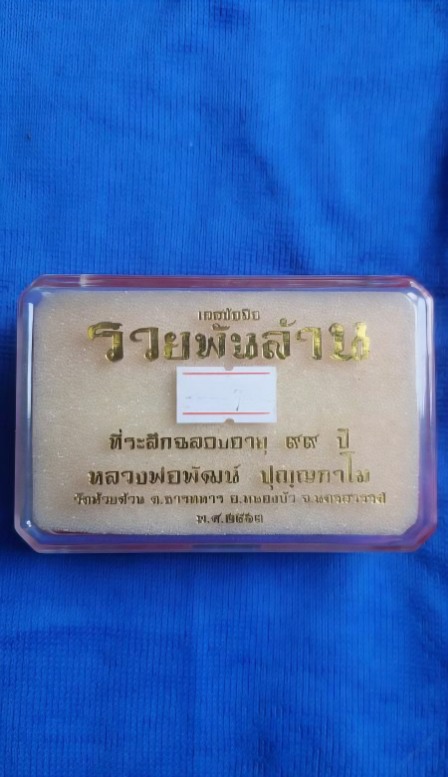 รวยพันล้าน
ที่ระลึกฉลองอายุ ๙๙ ปี
หลวงพ่อพัฒน์ ปุญฺญกาโม
วัดห้วยด้วน ต.ธารทหาร อ.หนองบัว จ.นครสวรรค์
พ.ศ.๒๕๖๓